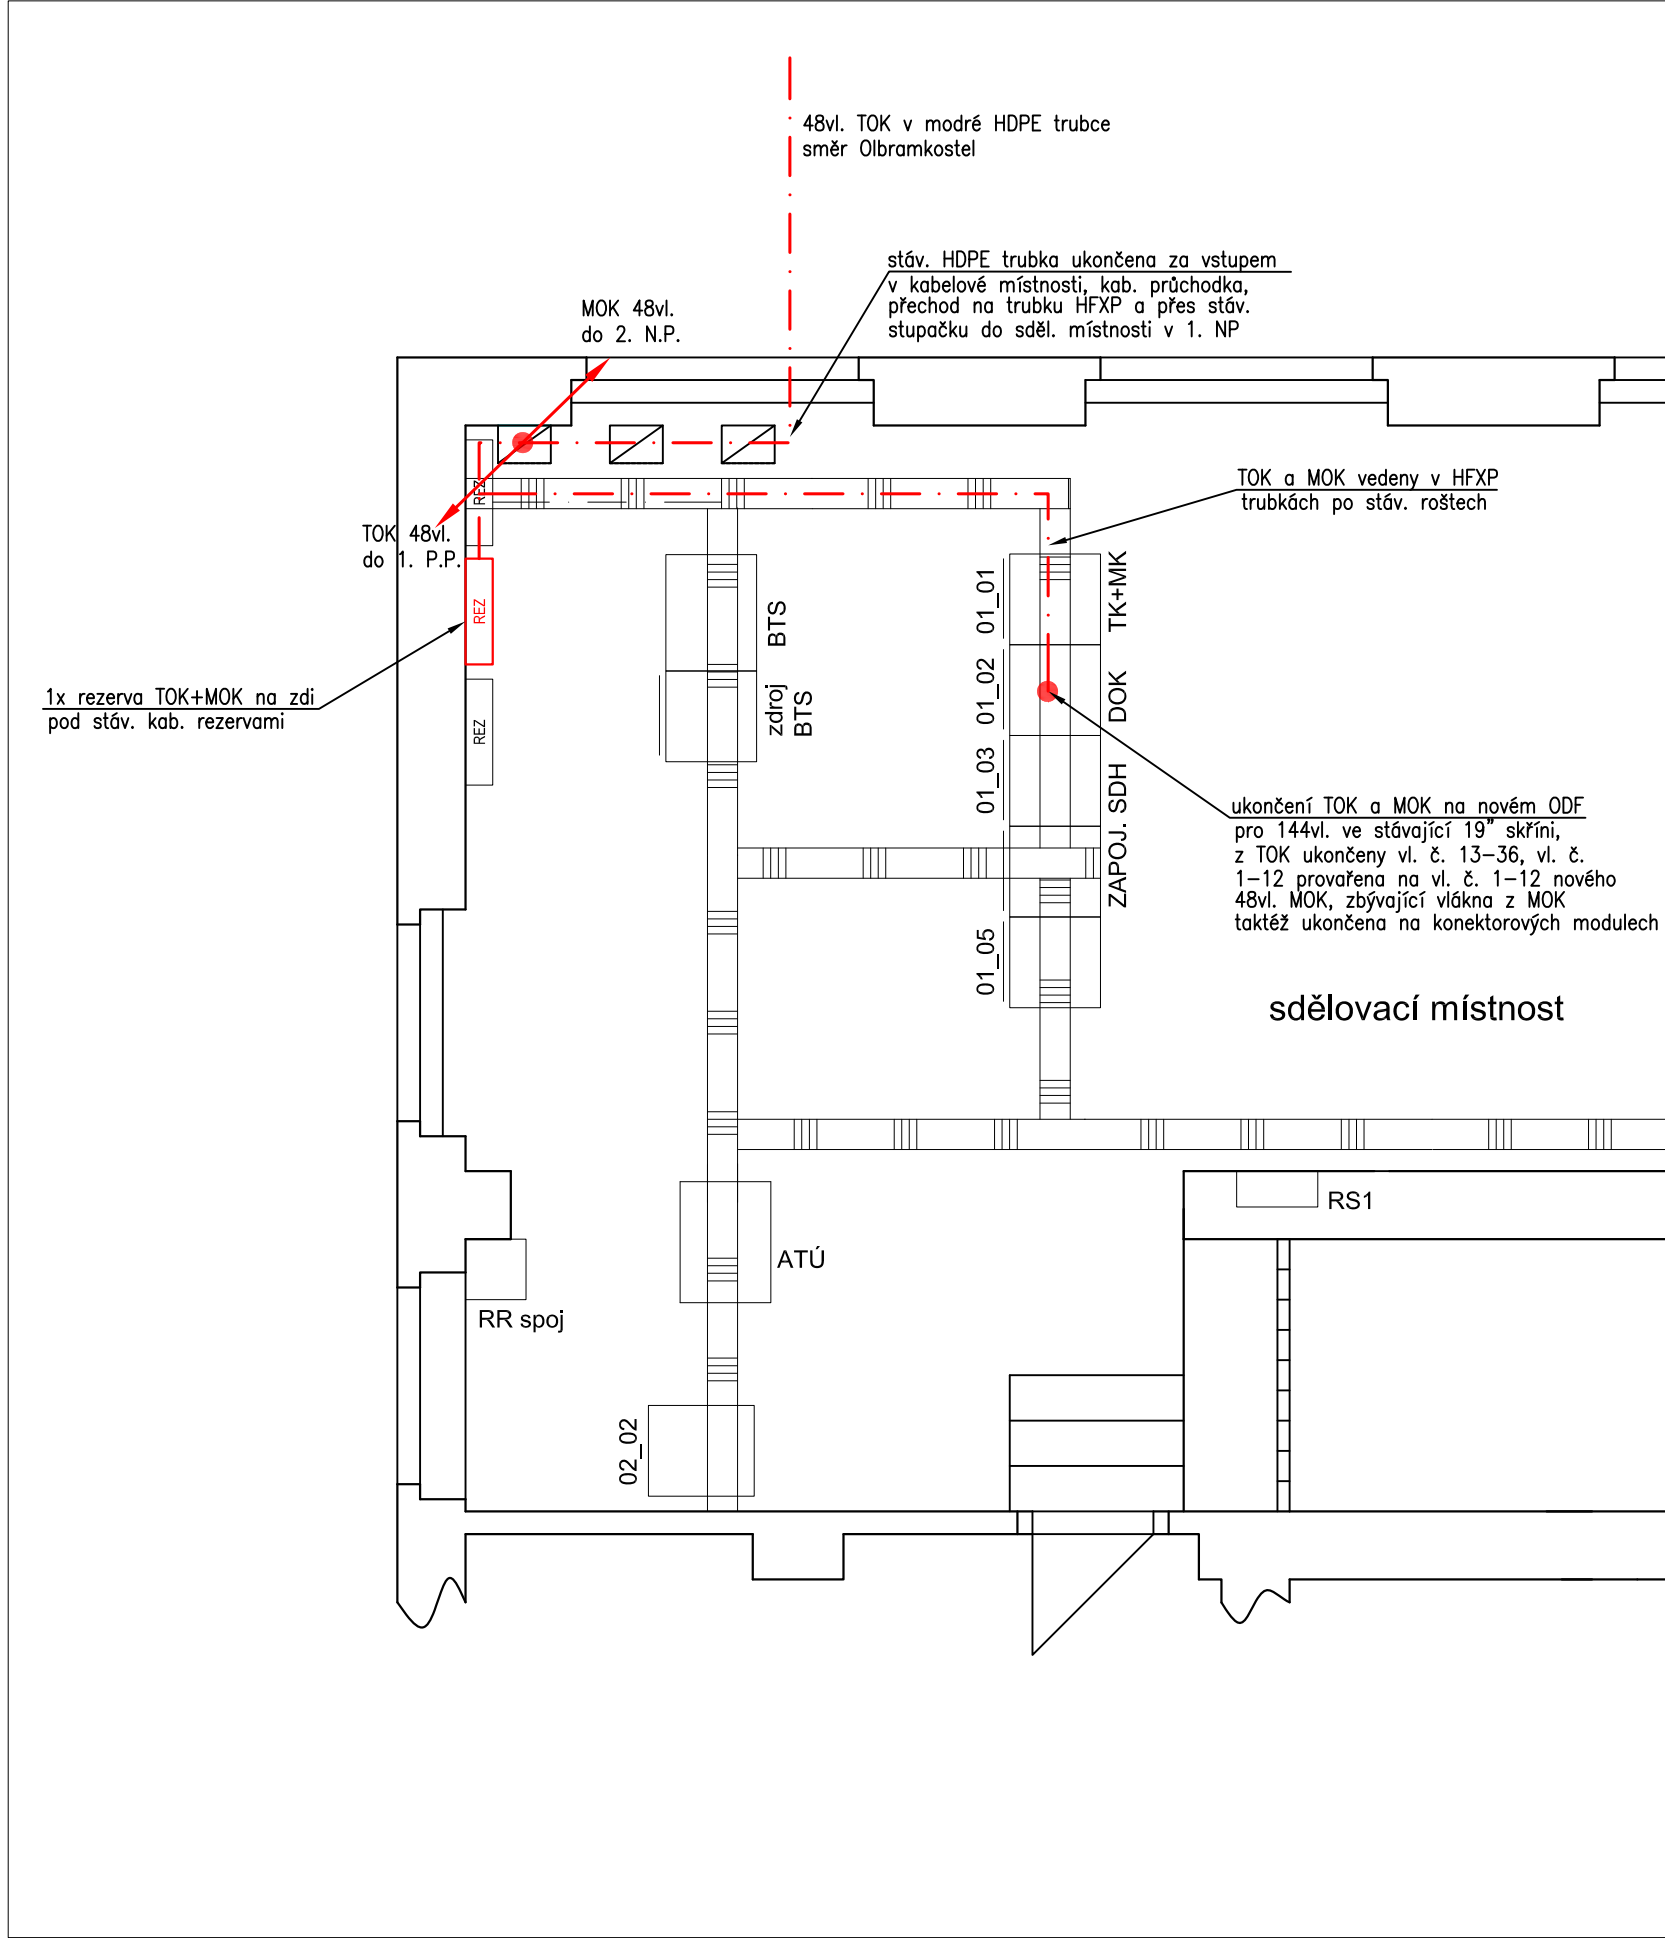 48vl. TOK v modré HDPE trubce
směr Olbramkostel
stáv. HDPE trubka ukončena za vstupem
v kabelové místnosti, kab. průchodka,
přechod na trubku HFXP a přes stáv.
stupačku do sděl. místnosti v 1. NP
MOK 48vl.
do 2. N.P.
TOK a MOK vedeny v HFXP
trubkách po stáv. roštech
REZ
TOK 48vl.
do 1. P.P.
REZ
1x rezerva TOK+MOK na zdi
pod stáv. kab. rezervami
REZ
BTS
zdroj
BTS
01_01
TK+MK
01_02
DOK
01_03
ZAPOJ. SDH
01_05
ukončení TOK a MOK na novém ODF
pro 144vl. ve stávající 19" skříni,
z TOK ukončeny vl. č. 13-36, vl. č.
1-12 provařena na vl. č. 1-12 nového
48vl. MOK, zbývající vlákna z MOK
taktéž ukončena na konektorových modulech
sdělovací místnost
RS1
ATÚ
RR spoj
02_02